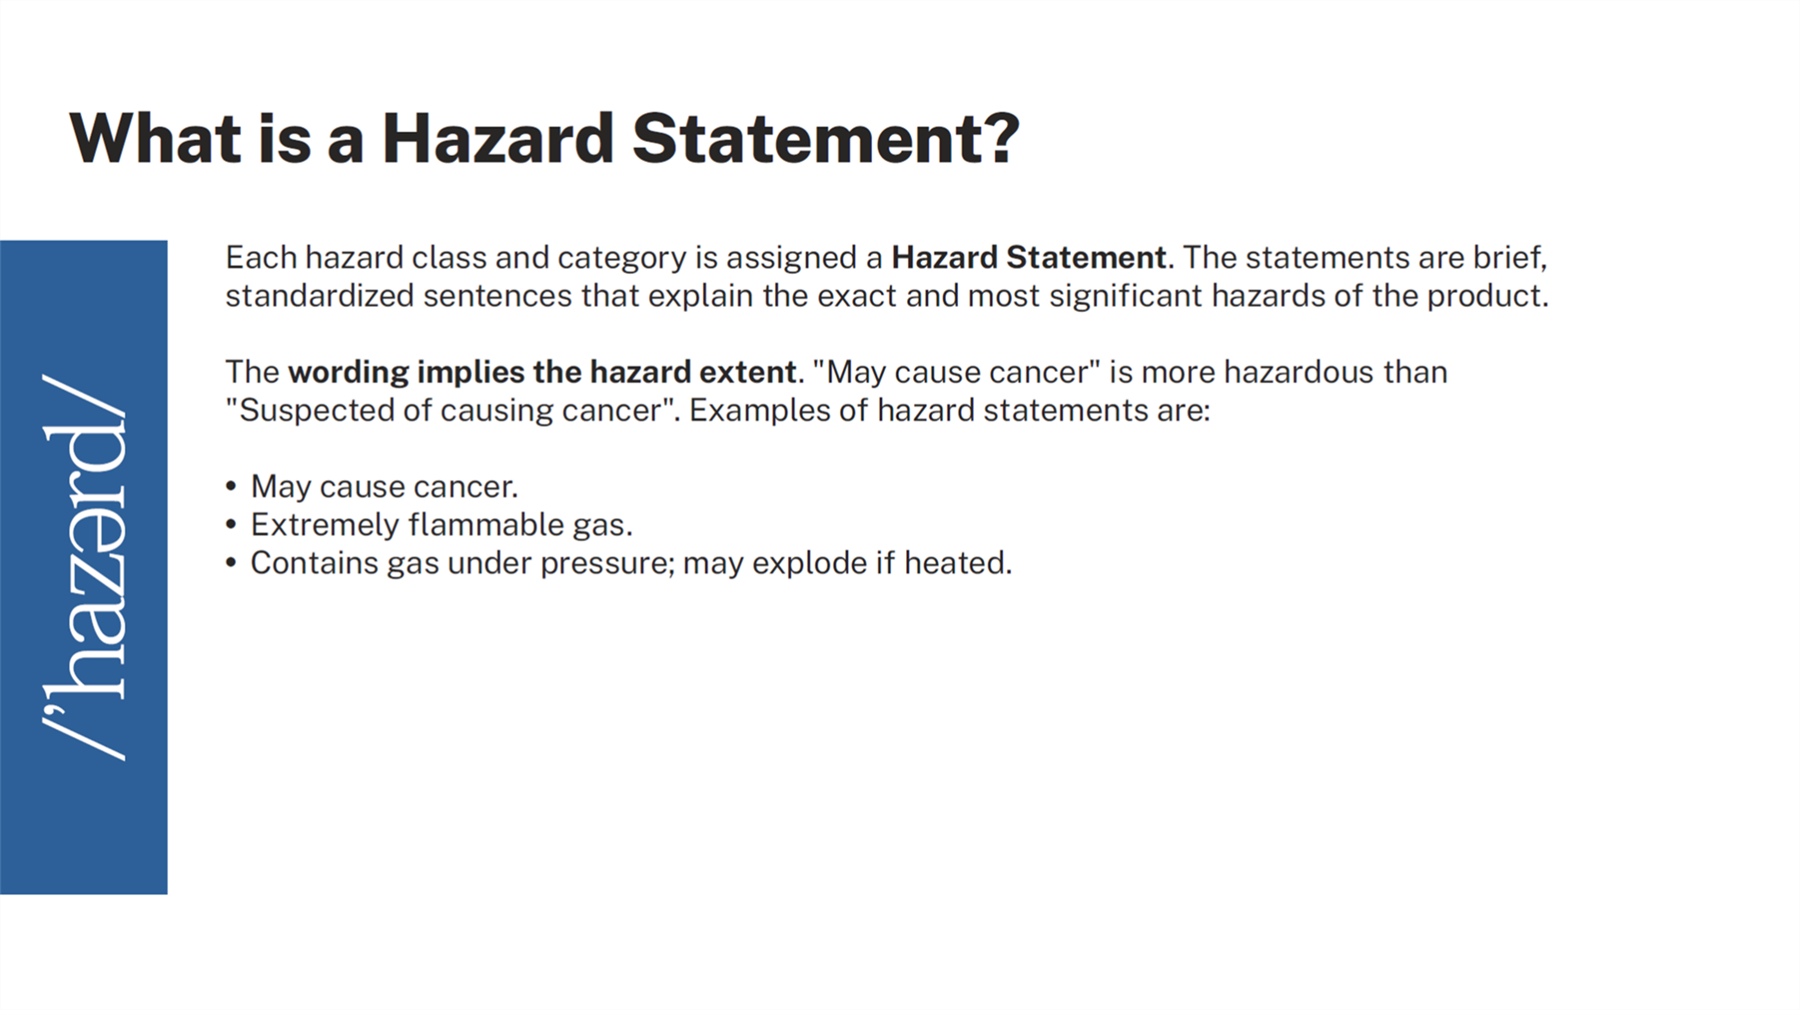 What is a Hazard Statement?
/'hazərd/
Each hazard class and category is assigned a Hazard Statement. The statements are brief,
standardized sentences that explain the exact and most significant hazards of the product.
The wording implies the hazard extent. "May cause cancer" is more hazardous than
"Suspected of causing cancer". Examples of hazard statements are:
• May cause cancer.
• Extremely flammable gas.
• Contains gas under pressure; may explode if heated.